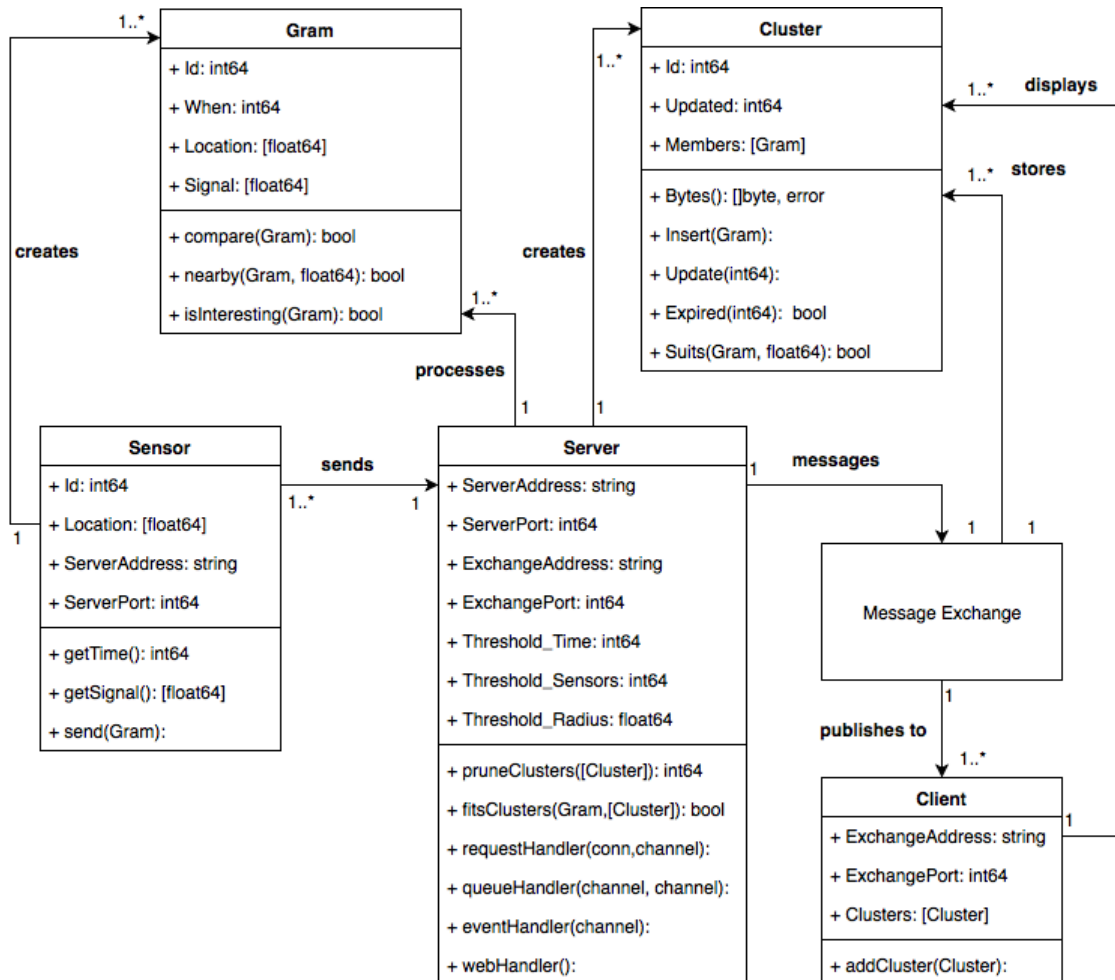 1..*
Gram
+ Id: int64
+ When: int64
+ Location: [float64]
+ Signal: [float64]
+ compare(Gram): bool
+ nearby(Gram, float64): bool
+ isInteresting(Gram): bool
creates
1
1..*
processes
1
1..*
Cluster
+ Id: int64
+ Updated: int64
+ Members: [Gram]
+ Bytes(): []byte, error
+ Insert(Gram):
+ Update(int64):
+ Expired(int64):  bool
+ Suits(Gram, float64): bool
creates
1
1..*
displays
1..*
stores
Sensor
+ Id: int64
+ Location: [float64]
+ ServerAddress: string
+ ServerPort: int64
+ getTime(): int64
+ getSignal(): [float64]
+ send(Gram):
sends
1..*
1
Server
+ ServerAddress: string
+ ServerPort: int64
+ ExchangeAddress: string
+ ExchangePort: int64
+ Threshold_Time: int64
+ Threshold_Sensors: int64
+ Threshold_Radius: float64
+ pruneClusters([Cluster]): int64
+ fitsClusters(Gram,[Cluster]): bool
+ requestHandler(conn,channel):
+ queueHandler(channel, channel):
+ eventHandler(channel):
+ webHandler():
1
messages
1
1
Message Exchange
1
publishes to
1..*
Client
1
+ ExchangeAddress: string
+ ExchangePort: int64
+ Clusters: [Cluster]
+ addCluster(Cluster):